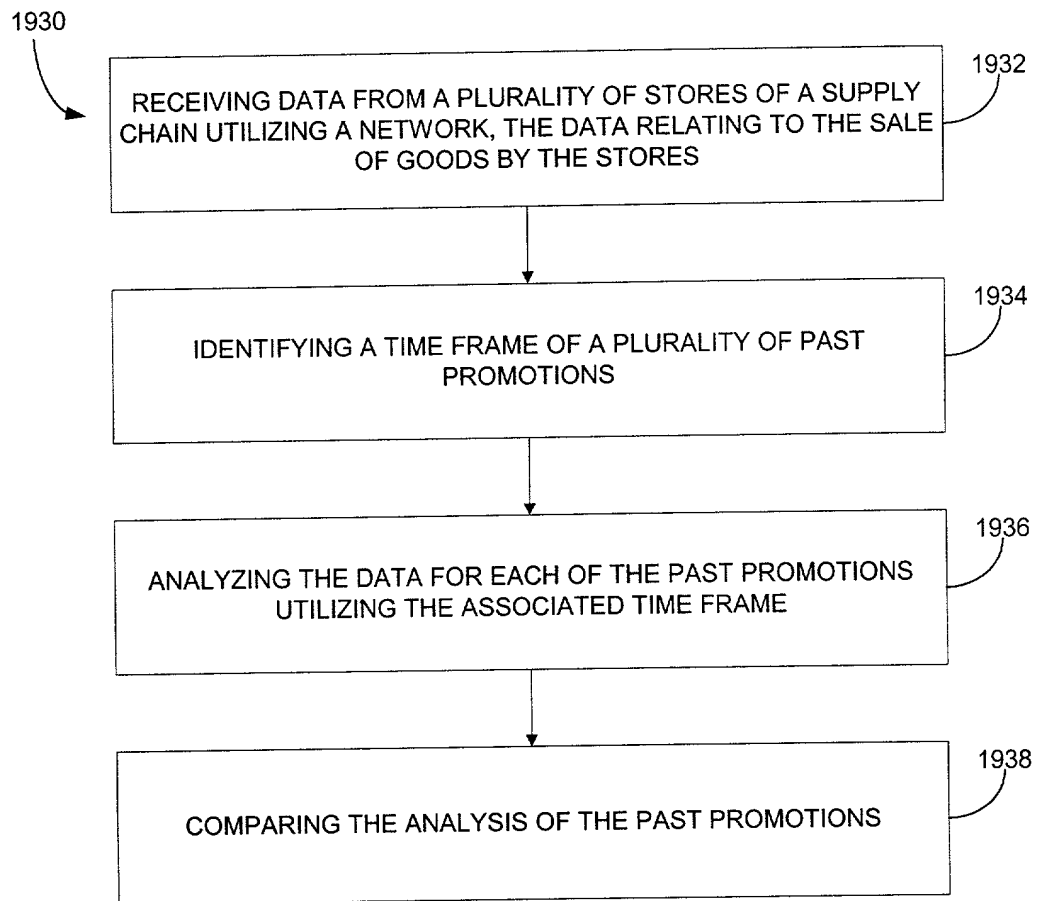 1930
1932
RECEIVING DATA FROM A PLURALITY OF STORES OF A SUPPLY
CHAIN UTILIZING A NETWORK, THE DATA RELATING TO THE SALE
OF GOODS BY THE STORES
1934
IDENTIFYING A TIME FRAME OF A PLURALITY OF PAST
PROMOTIONS
1936
ANALYZING THE DATA FOR EACH OF THE PAST PROMOTIONS
UTILIZING THE ASSOCIATED TIME FRAME
1938
COMPARING THE ANALYSIS OF THE PAST PROMOTIONS